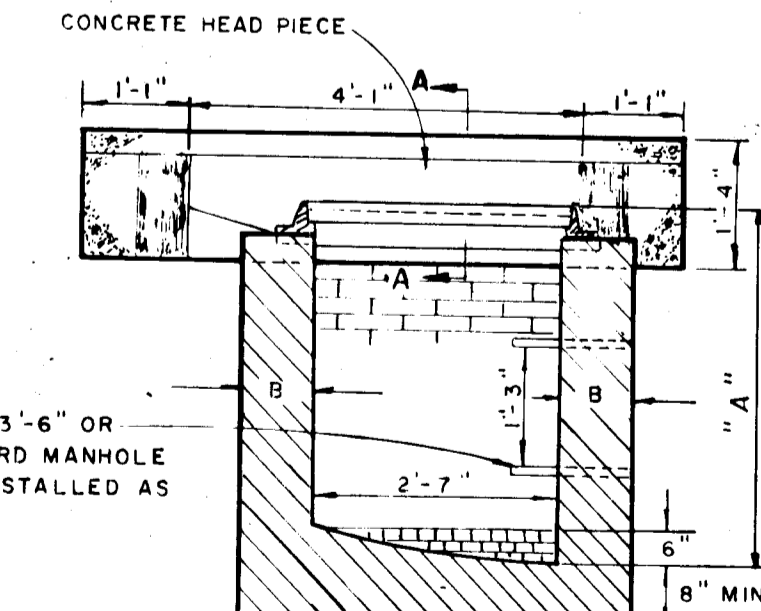 CONCRETE HEAD PIECE
1'-1"
4'-1"
A
1'-1"
1'-4"
A
B
B
1'-3"
"A"
3'-6" OR
RD MANHOLE
STALLED AS
2'-7"
6"
8" MIN